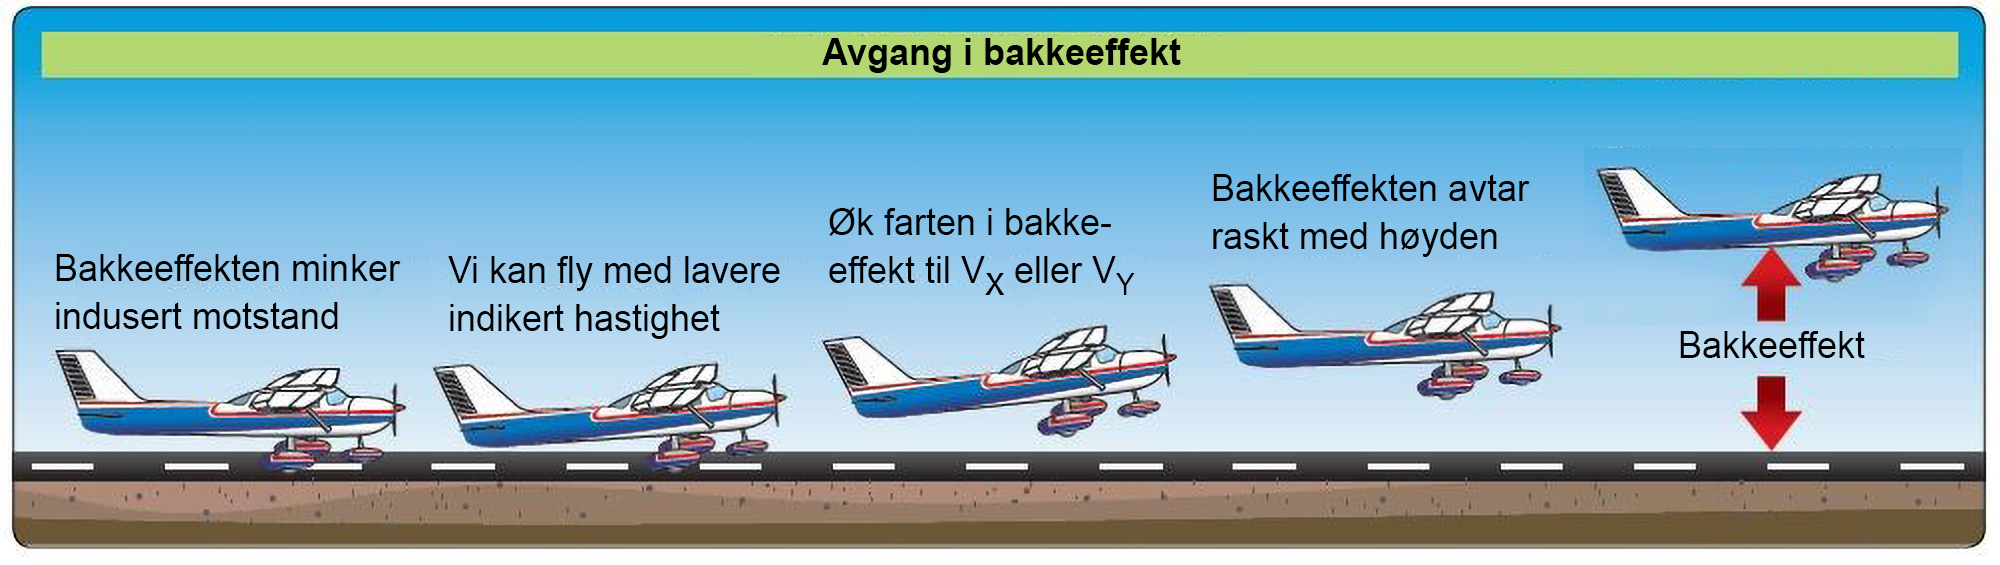 Avgang i bakkeeffekt
Bakkeeffekten minker
indusert motstand
Vi kan fly med lavere
indikert hastighet
Øk farten i bakke-
effekt til VX eller VY
Bakkeeffekten avtar
raskt med høyden
Bakkeeffekt